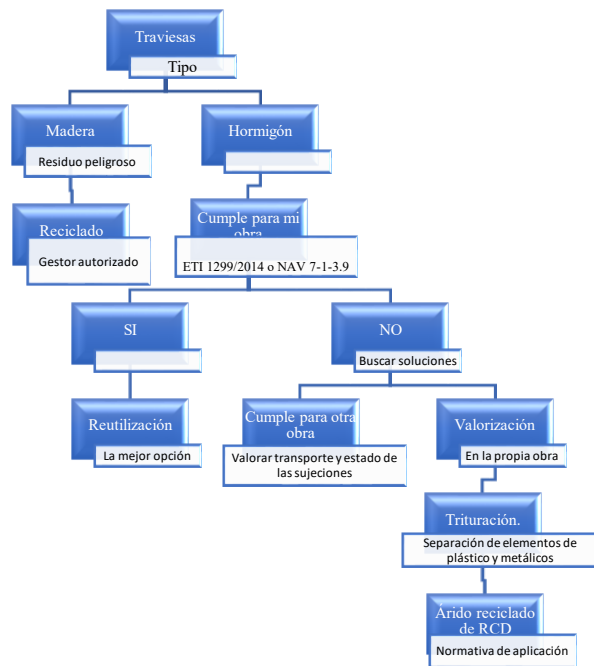 Traviesas
Tipo
Madera
Residuo peligroso
Hormigón
Reciclado
Gestor autorizado
Cumple para mi
obra
ETI 1299/2014 o NAV 7-1-3.9
SI
NO
Buscar soluciones
Reutilización
La mejor opción
Cumple para otra
obra
Valorar transporte y estado de
las sujeciones
Valorización
En la propia obra
Trituración.
Separación de elementos de
plástico y metálicos
Árido reciclado
de RCD
Normativa de aplicación